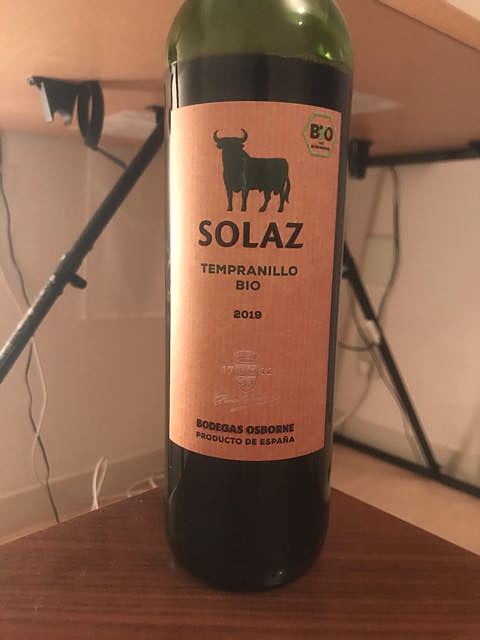 BIO
SOLAZ
TEMPRANILLO
BIO
2019
BODEGAS OSBORNE
PRODUCTO DE ESPAÑA